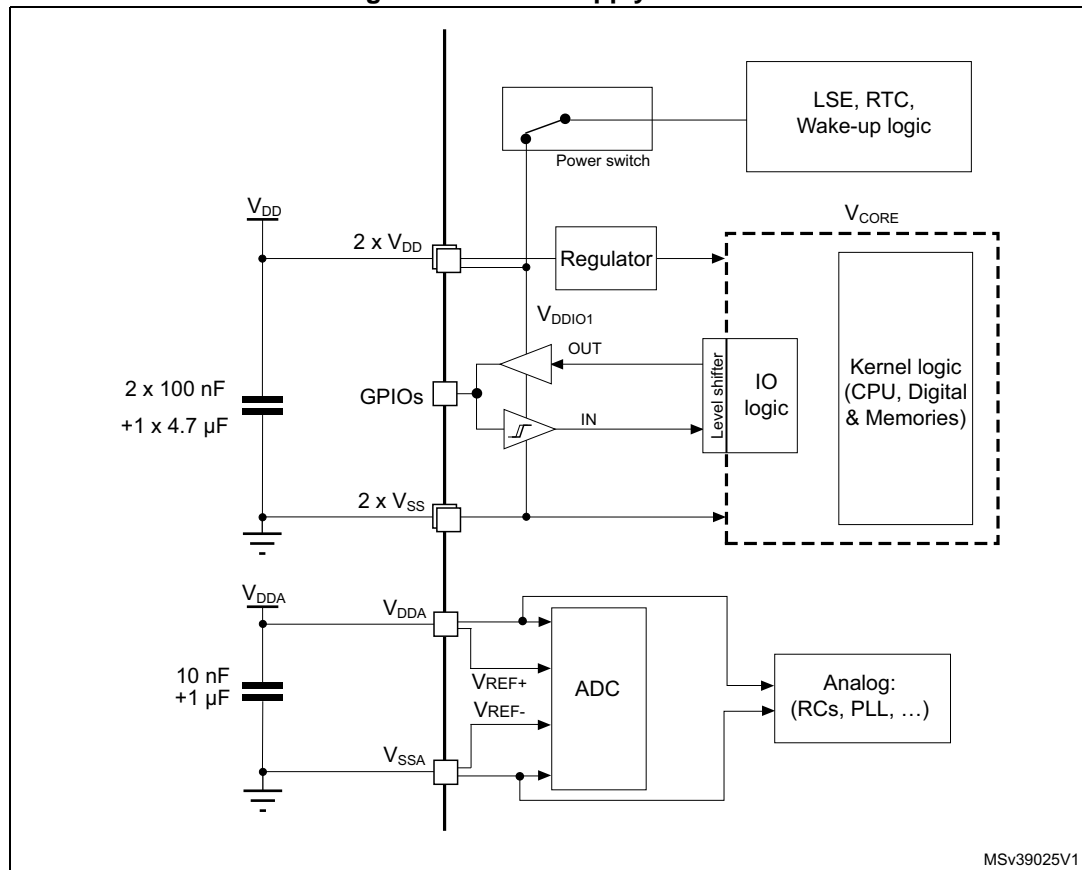 LSE, RTC,
Wake-up logic
Power switch
VDD
VCORE
2 x VDD
Regulator
VDDIO1
OUT
2 x 100 nF
+1 x 4.7 µF
GPIOs
Level shifter
IO
logic
Kernel logic
(CPU, Digital
& Memories)
IN
2 x VSS
VDDA
VDDA
10 nF
+1 µF
VREF+
VREF-
ADC
Analog:
(RCs, PLL, …)
VSSA
MSv39025V1